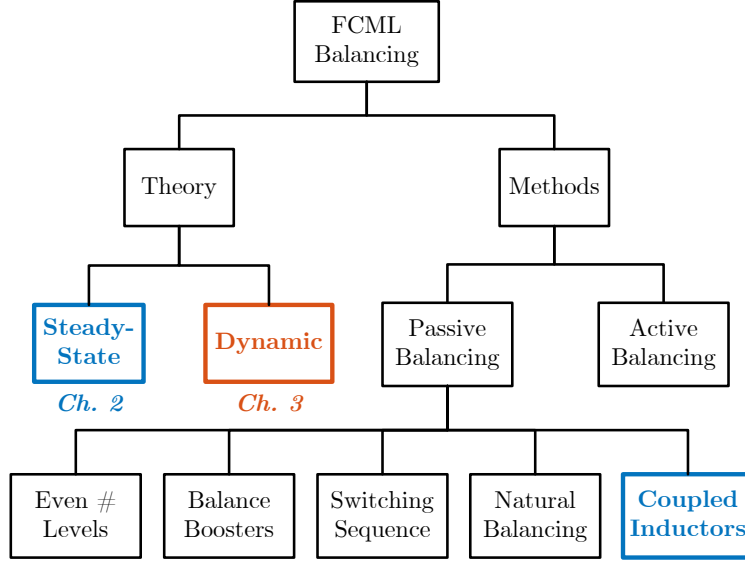 FCML
Balancing
Theory
Methods
Steady-
State
Dynamic
Passive
Balancing
Active
Balancing
Ch. 2
Ch. 3
Even #
Levels
Balance
Boosters
Switching
Sequence
Natural
Balancing
Coupled
Inductors